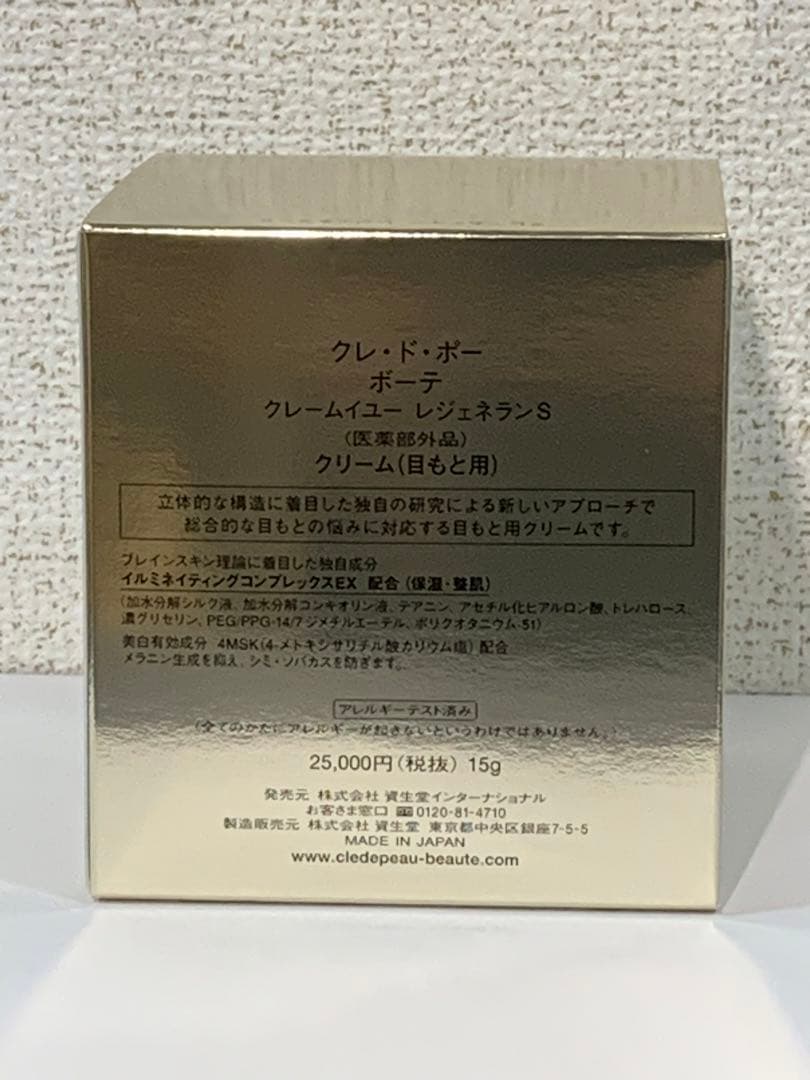 クレ・ド・ポー
ボーテ
クレームイユー レジェネランS
(医薬部外品)
クリーム(目もと用)
立体的な構造に着目した独自の研究による新しいアプローチで
総合的な目もとの悩みに対応する目もと用クリームです。
ブレインスキン理論に着目した独自成分
イルミネイティングコンプレックスEX 配合(保湿・整肌)
(加水分解シルク液、加水分解コンキオリン液、テアニン、アセチル化ヒアルロン酸、トレハロース、
濃グリセリン、PEG/PPG-14/7ジメチルエーテル、ポリクオタニウム-51)
美白有効成分 4MSK(4-メトキシサリチル酸カリウム塩)配合
メラニン生成を抑え、シミ・ソバカスを防ぎます。
アレルギーテスト済み
(全てのかたにアレルギーが起きないというわけではありません。)
25,000円(税抜) 15g
発売元 株式会社 資生堂インターナショナル
お客さま窓口 0120-81-4710
製造販売元 株式会社 資生堂 東京都中央区銀座7-5-5
MADE IN JAPAN
www.cledepeau-beaute.com